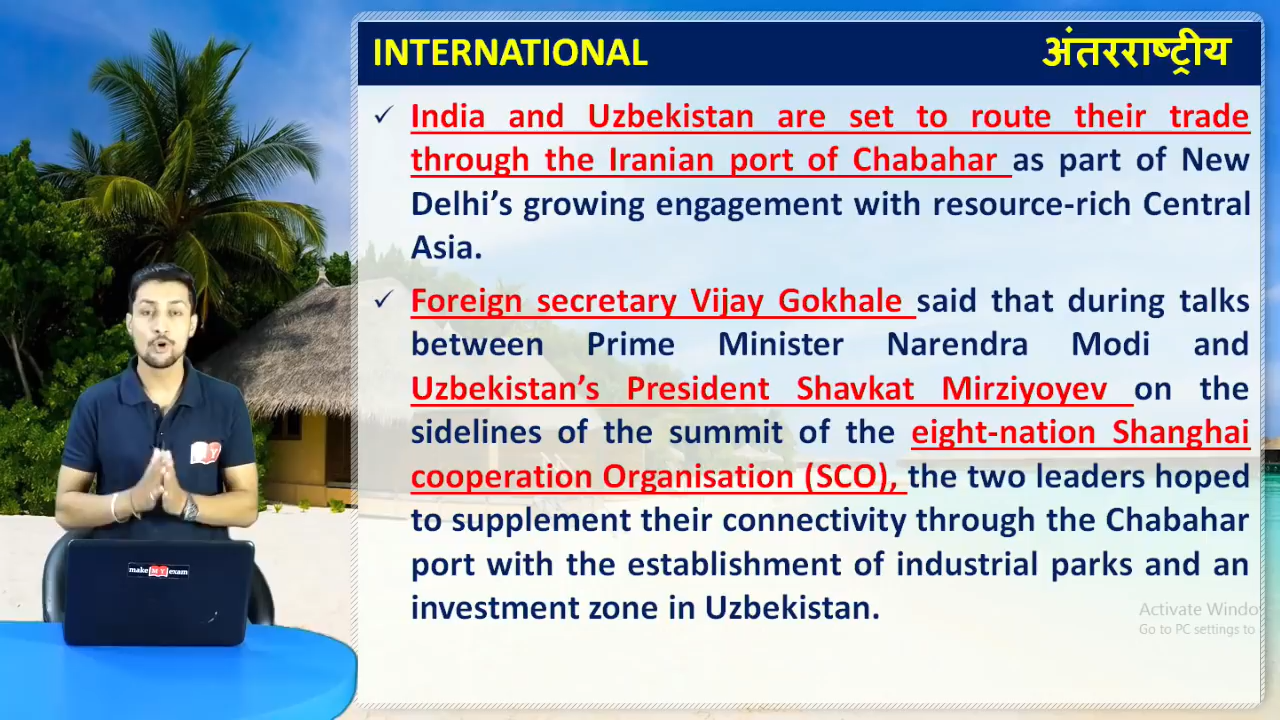 INTERNATIONAL अंतरराष्ट्रीय
✓ India and Uzbekistan are set to route their trade
through the Iranian port of Chabahar as part of New
Delhi’s growing engagement with resource-rich Central
Asia.
✓ Foreign secretary Vijay Gokhale said that during talks
between Prime Minister Narendra Modi and
Uzbekistan’s President Shavkat Mirziyoyev on the
sidelines of the summit of the eight-nation Shanghai
cooperation Organisation (SCO), the two leaders hoped
to supplement their connectivity through the Chabahar
port with the establishment of industrial parks and an
investment zone in Uzbekistan.
Activate Windo
Go to PC settings to
make MY exam